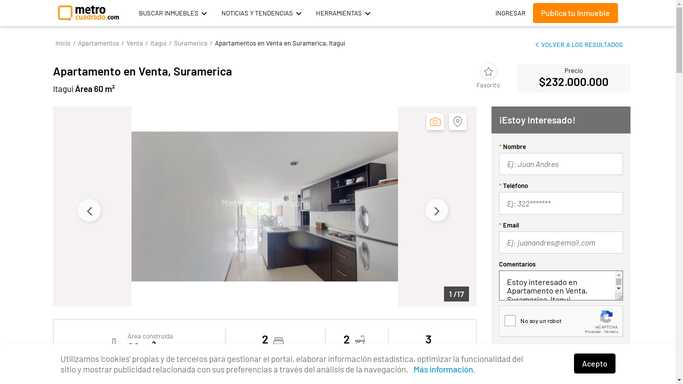 metro
cuadrado.com
BUSCAR INMUEBLES
NOTICIAS Y TENDENCIAS
HERRAMIENTAS
INGRESAR
Publica tu Inmueble
Inicio / Apartamentos / Venta / Itagui / Suramerica / Apartamentos en Venta en Suramerica, Itagui
VOLVER A LOS RESULTADOS
Apartamento en Venta, Suramerica
Itagui Área 60 m²
Favorito
Precio
$232.000.000
1 /17
¡Estoy Interesado!
* Nombre
Ej: Juan Andres
* Teléfono
Ej: 322*******
* Email
Ej: juanandres@email.com
Comentarios
Estoy interesado en
Apartamento en Venta,
Suramerica, Itagui
No soy un robot
reCAPTCHA
Privacidad - Términos
Área construida
2
2
3
Utilizamos 'cookies' propias y de terceros para gestionar el portal, elaborar información estadística, optimizar la funcionalidad del
sitio y mostrar publicidad relacionada con sus preferencias a través del análisis de la navegación. Más información.
Acepto